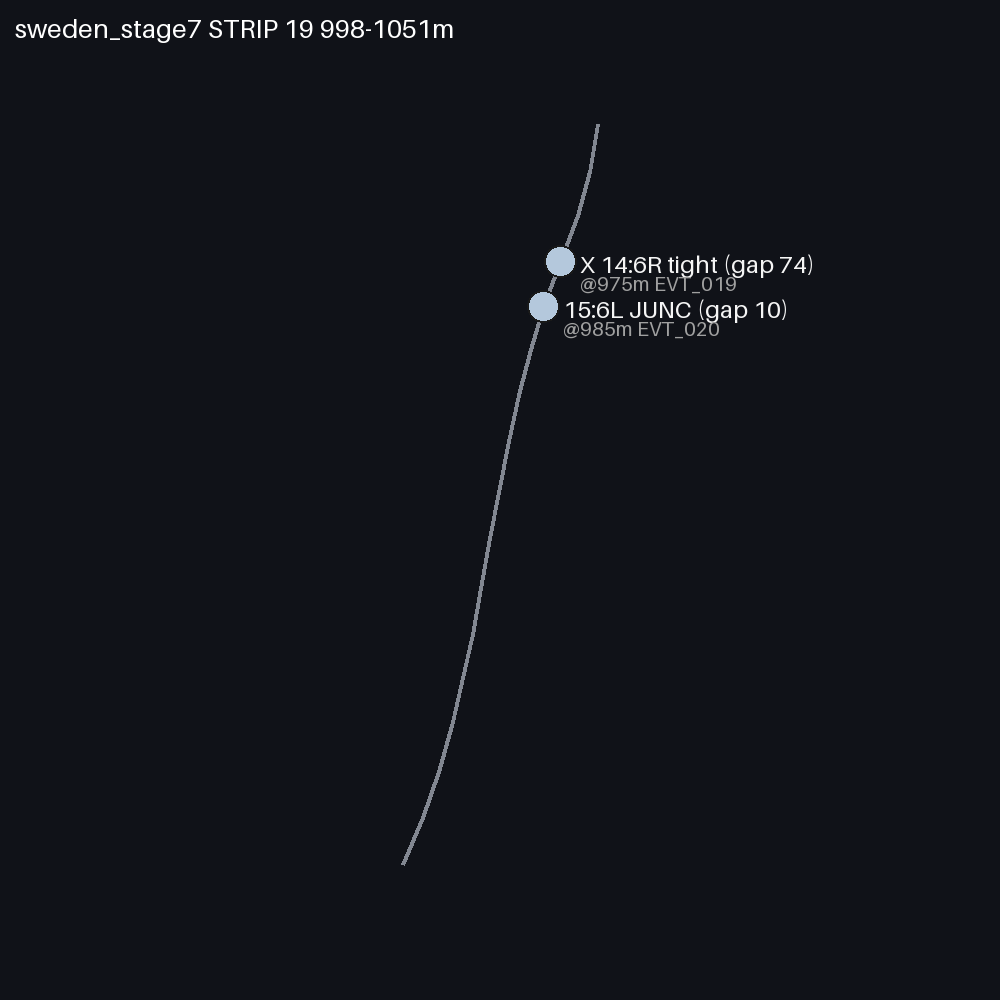 sweden_stage7 STRIP 19 998-1051m
X 14:6R tight (gap 74)
@975m EVT_019
15:6L JUNC (gap 10)
@985m EVT_020